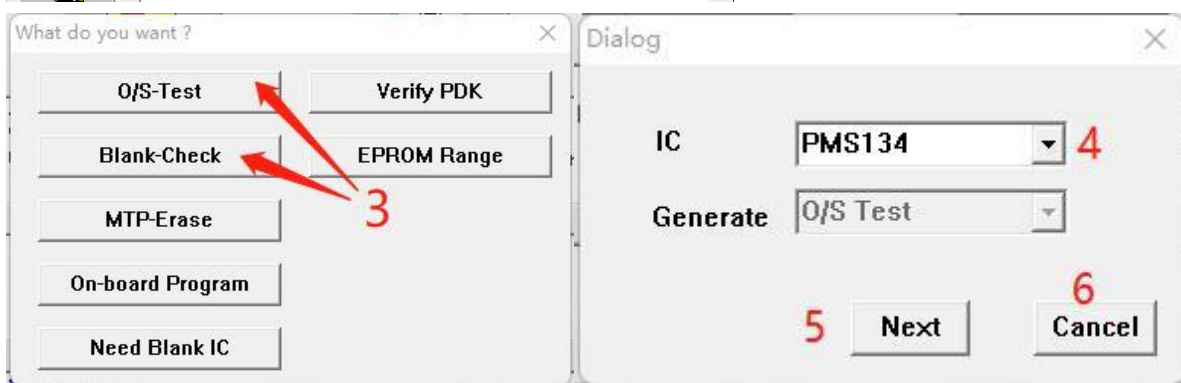 What do you want ?
O/S-Test
Verify PDK
Blank-Check
EPROM Range
MTP-Erase
On-board Program
Need Blank IC
3
Dialog
IC
PMS134
4
Generate
O/S Test
5
Next
6
Cancel